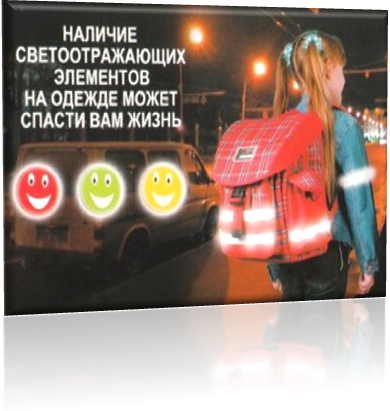 НАЛИЧИЕ
СВЕТООТРАЖАЮЩИХ
ЭЛЕМЕНТОВ
НА ОДЕЖДЕ МОЖЕТ
СПАСТИ ВАМ ЖИЗНЬ